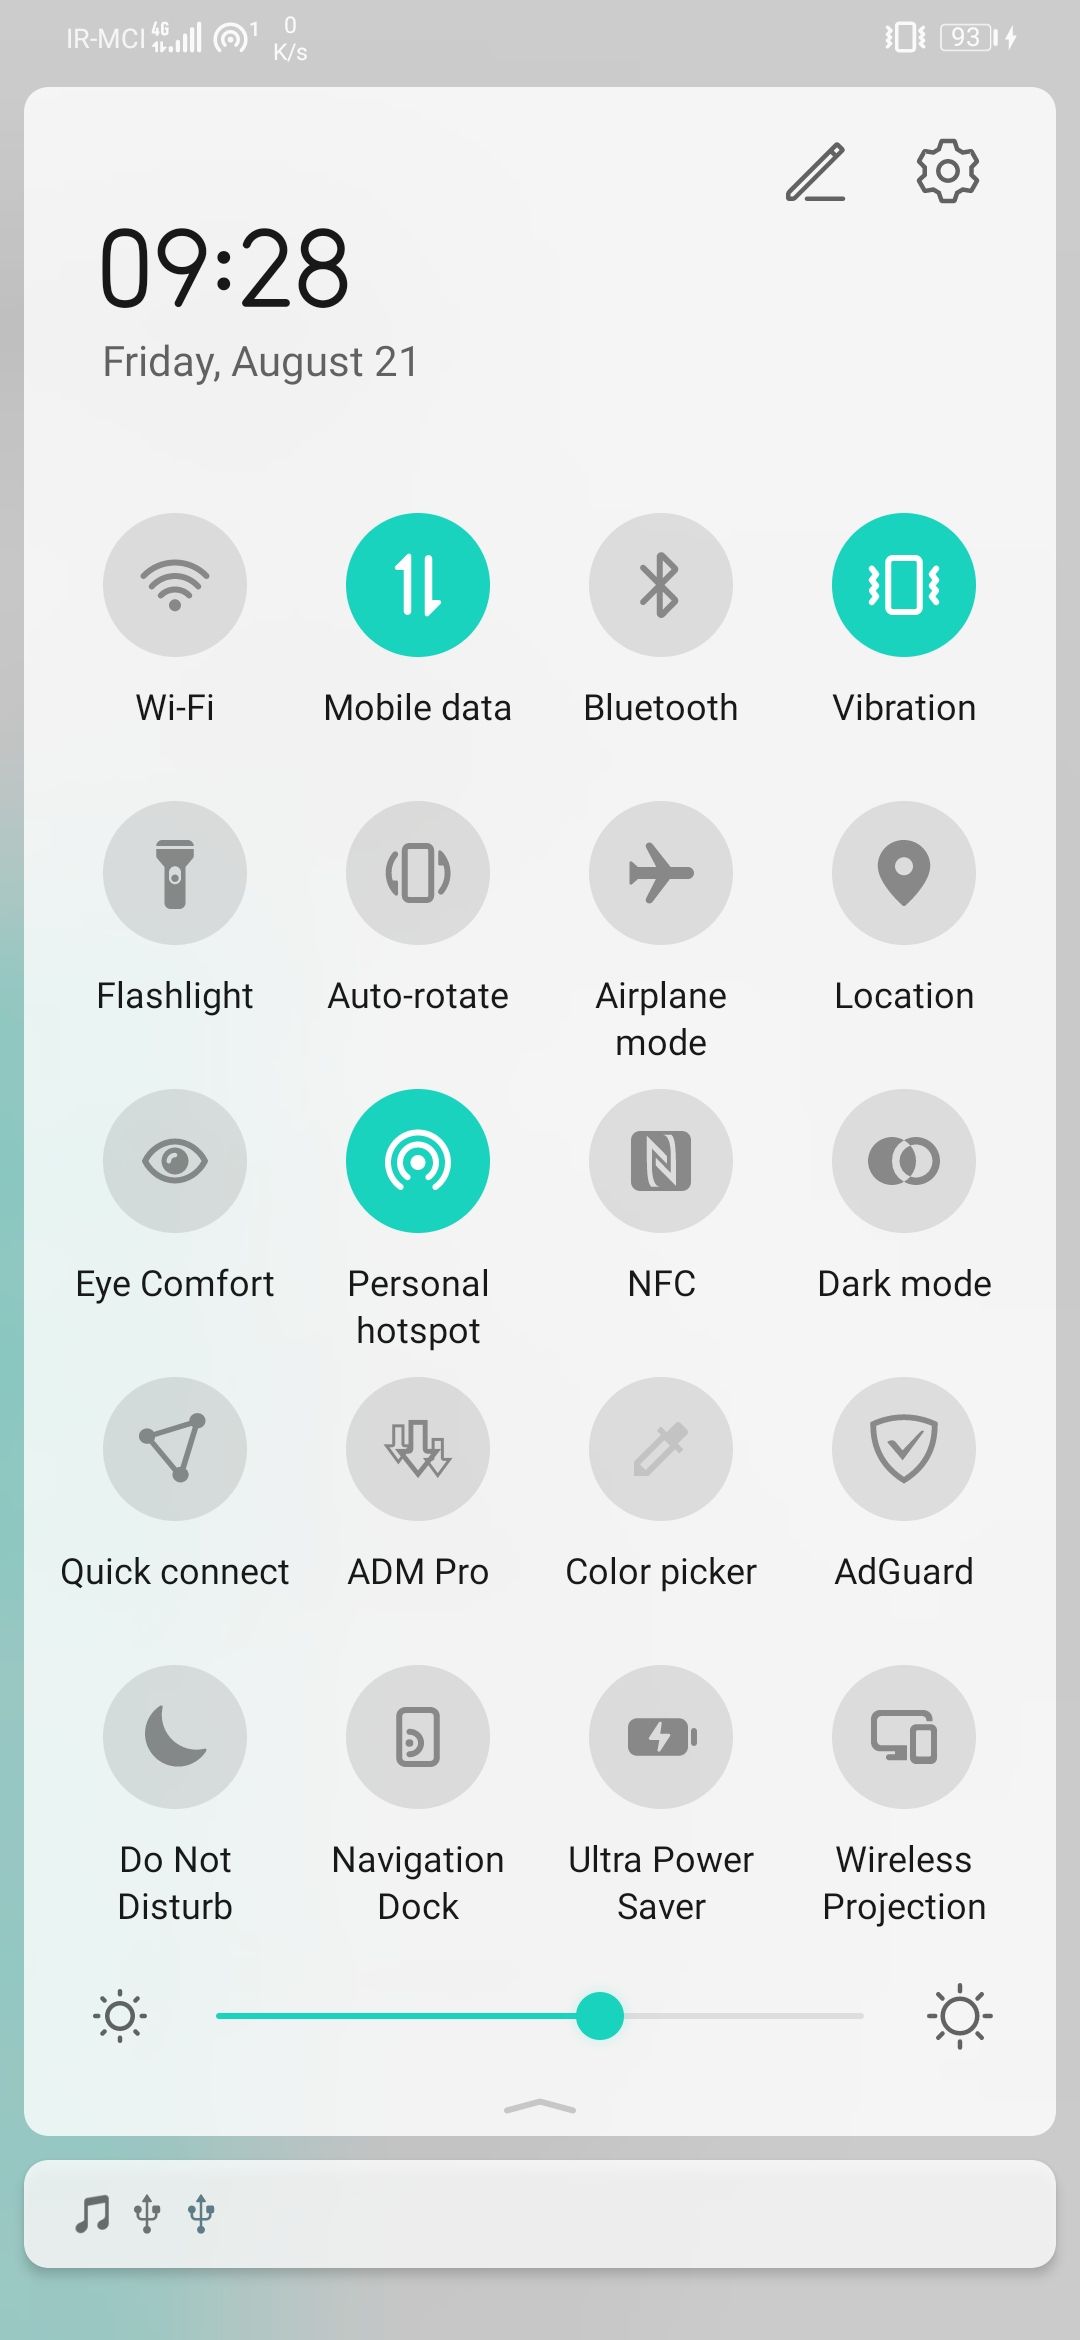 IR-MCI 4G 1 0 K/s 93
09:28
Friday, August 21
Wi-Fi Mobile data Bluetooth Vibration
Flashlight Auto-rotate Airplane mode Location
Eye Comfort Personal hotspot NFC Dark mode
Quick connect ADM Pro Color picker AdGuard
Do Not Disturb Navigation Dock Ultra Power Saver Wireless Projection